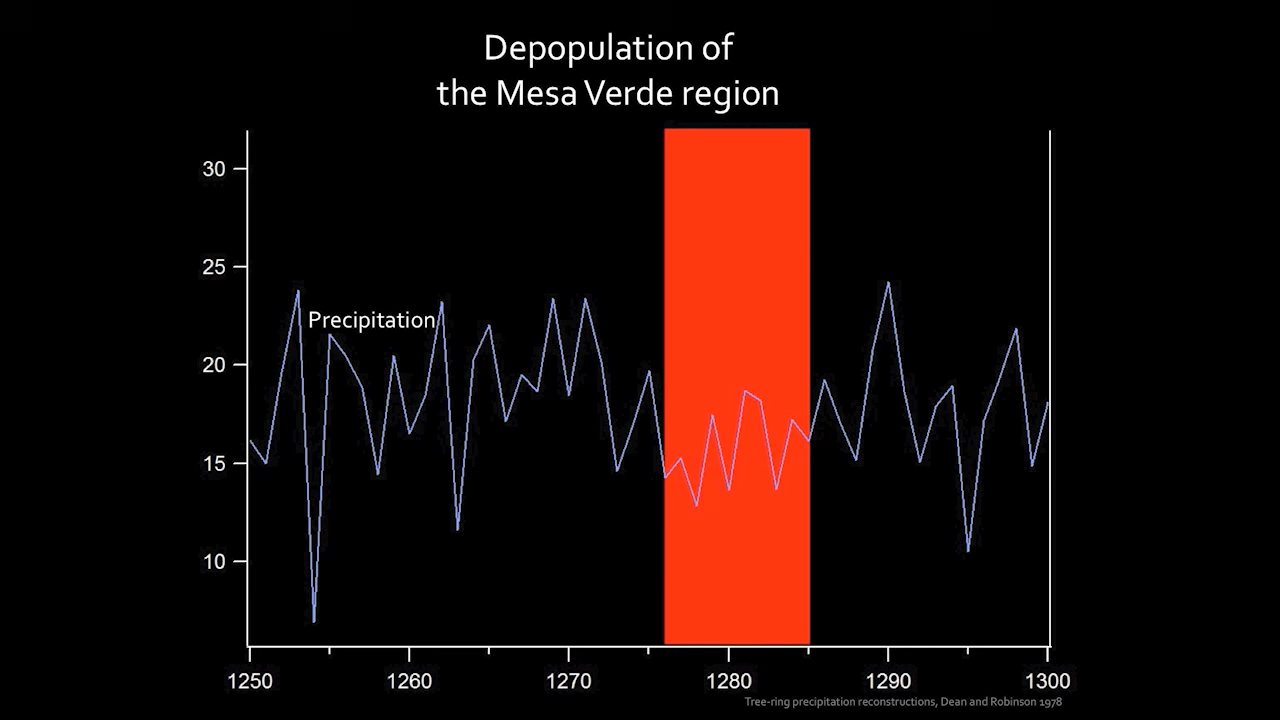 Depopulation of
the Mesa Verde region
30
25
Precipitation
20
15
10
1250 1260 1270 1280 1290 1300
Tree-ring precipitation reconstructions, Dean and Robinson 1978